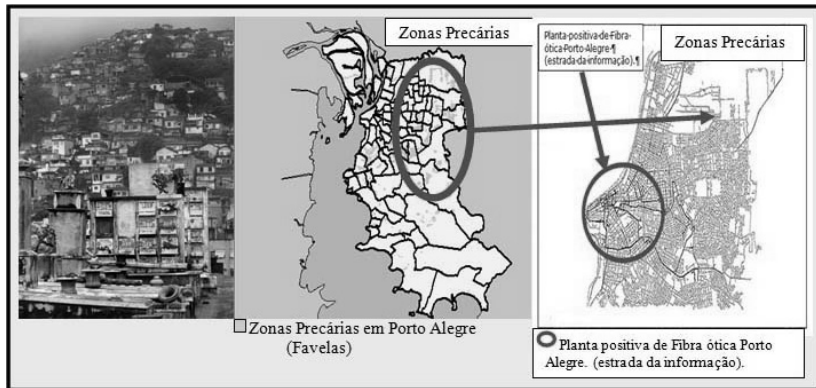 Zonas Precárias
Planta-positiva-de-Fibra-
ótica-Porto-Alegre-¶
(estrada da informação).¶
Zonas Precárias
Zonas Precárias em Porto Alegre
(Favelas)
Planta positiva de Fibra ótica Porto
Alegre. (estrada da informação).